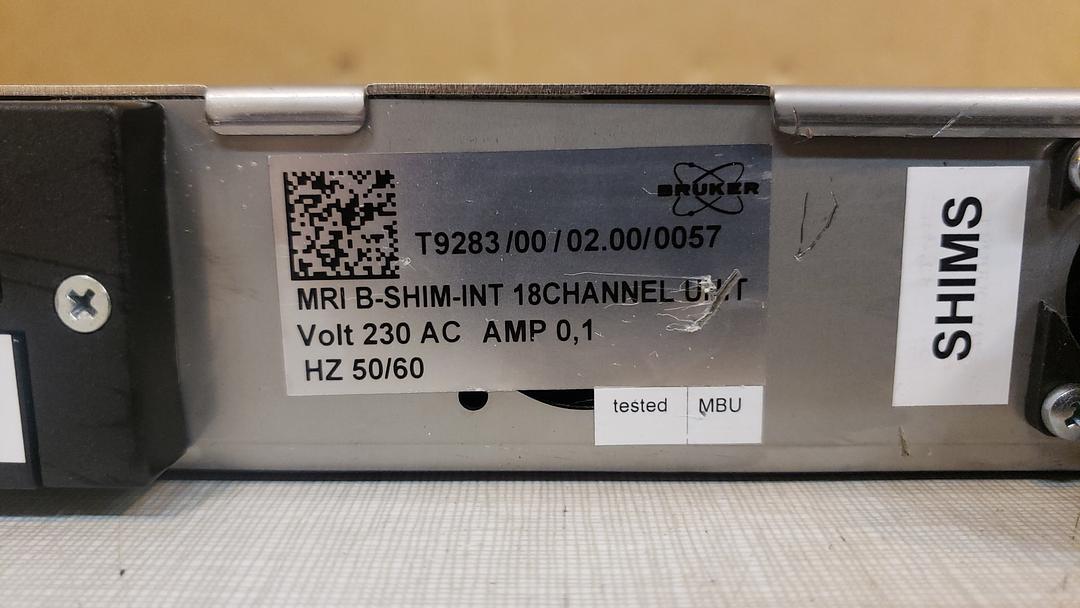 BRUKER
T9283/00/02.00/0057
MRI B-SHIM-INT 18CHANNEL UNIT
Volt 230 AC AMP 0,1
HZ 50/60
tested MBU
SHIMS